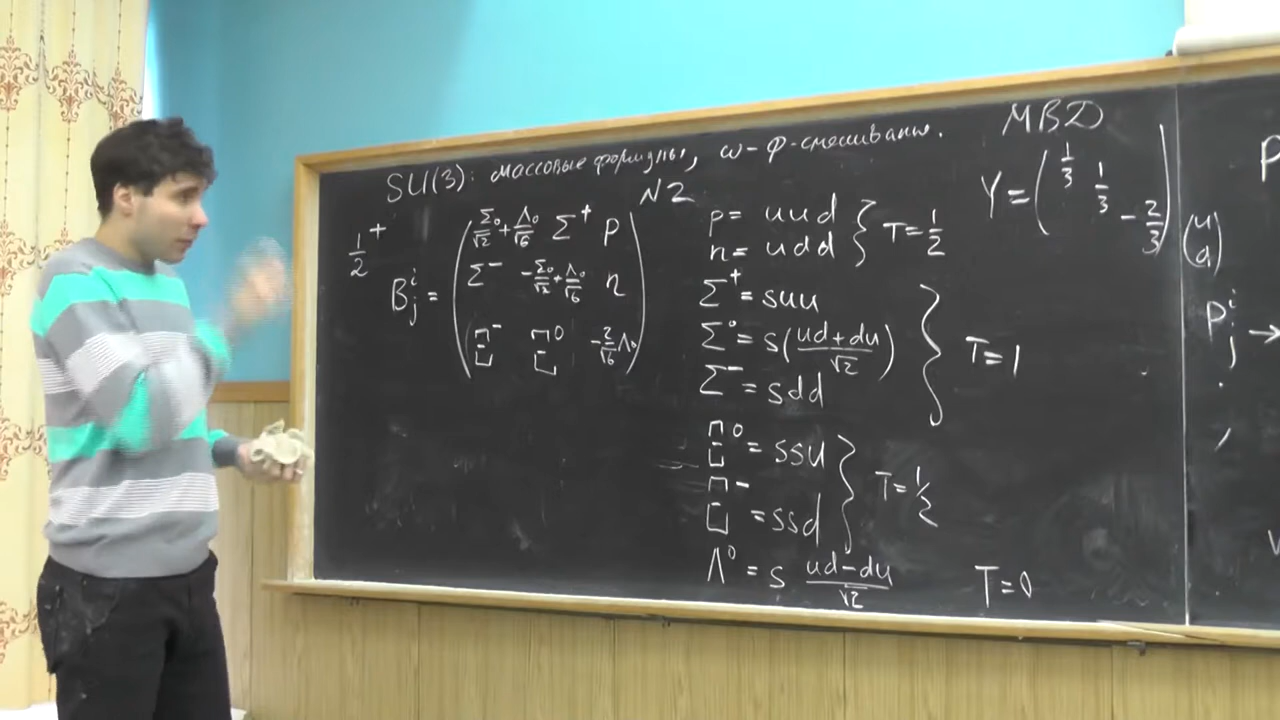 SU(3): массовые формулы, ω-φ-смешивания.
N2
МВД
1/2⁺
B^i_j = ( Σ⁰/√2 + Λ⁰/√6 Σ⁺ p
Σ⁻ -Σ⁰/√2 + Λ⁰/√6 n
Ξ⁻ Ξ⁰ -2/√6 Λ⁰ )
p = uud
n = udd } T = 1/2
Σ⁺ = suu
Σ⁰ = s(ud+du/√2)
Σ⁻ = sdd } T = 1
Ξ⁰ = ssu
Ξ⁻ = ssd } T = 1/2
Λ⁰ = s ud-du/√2 T = 0
Y = ( 1/3 1/3 -2/3 )
P^i_j →